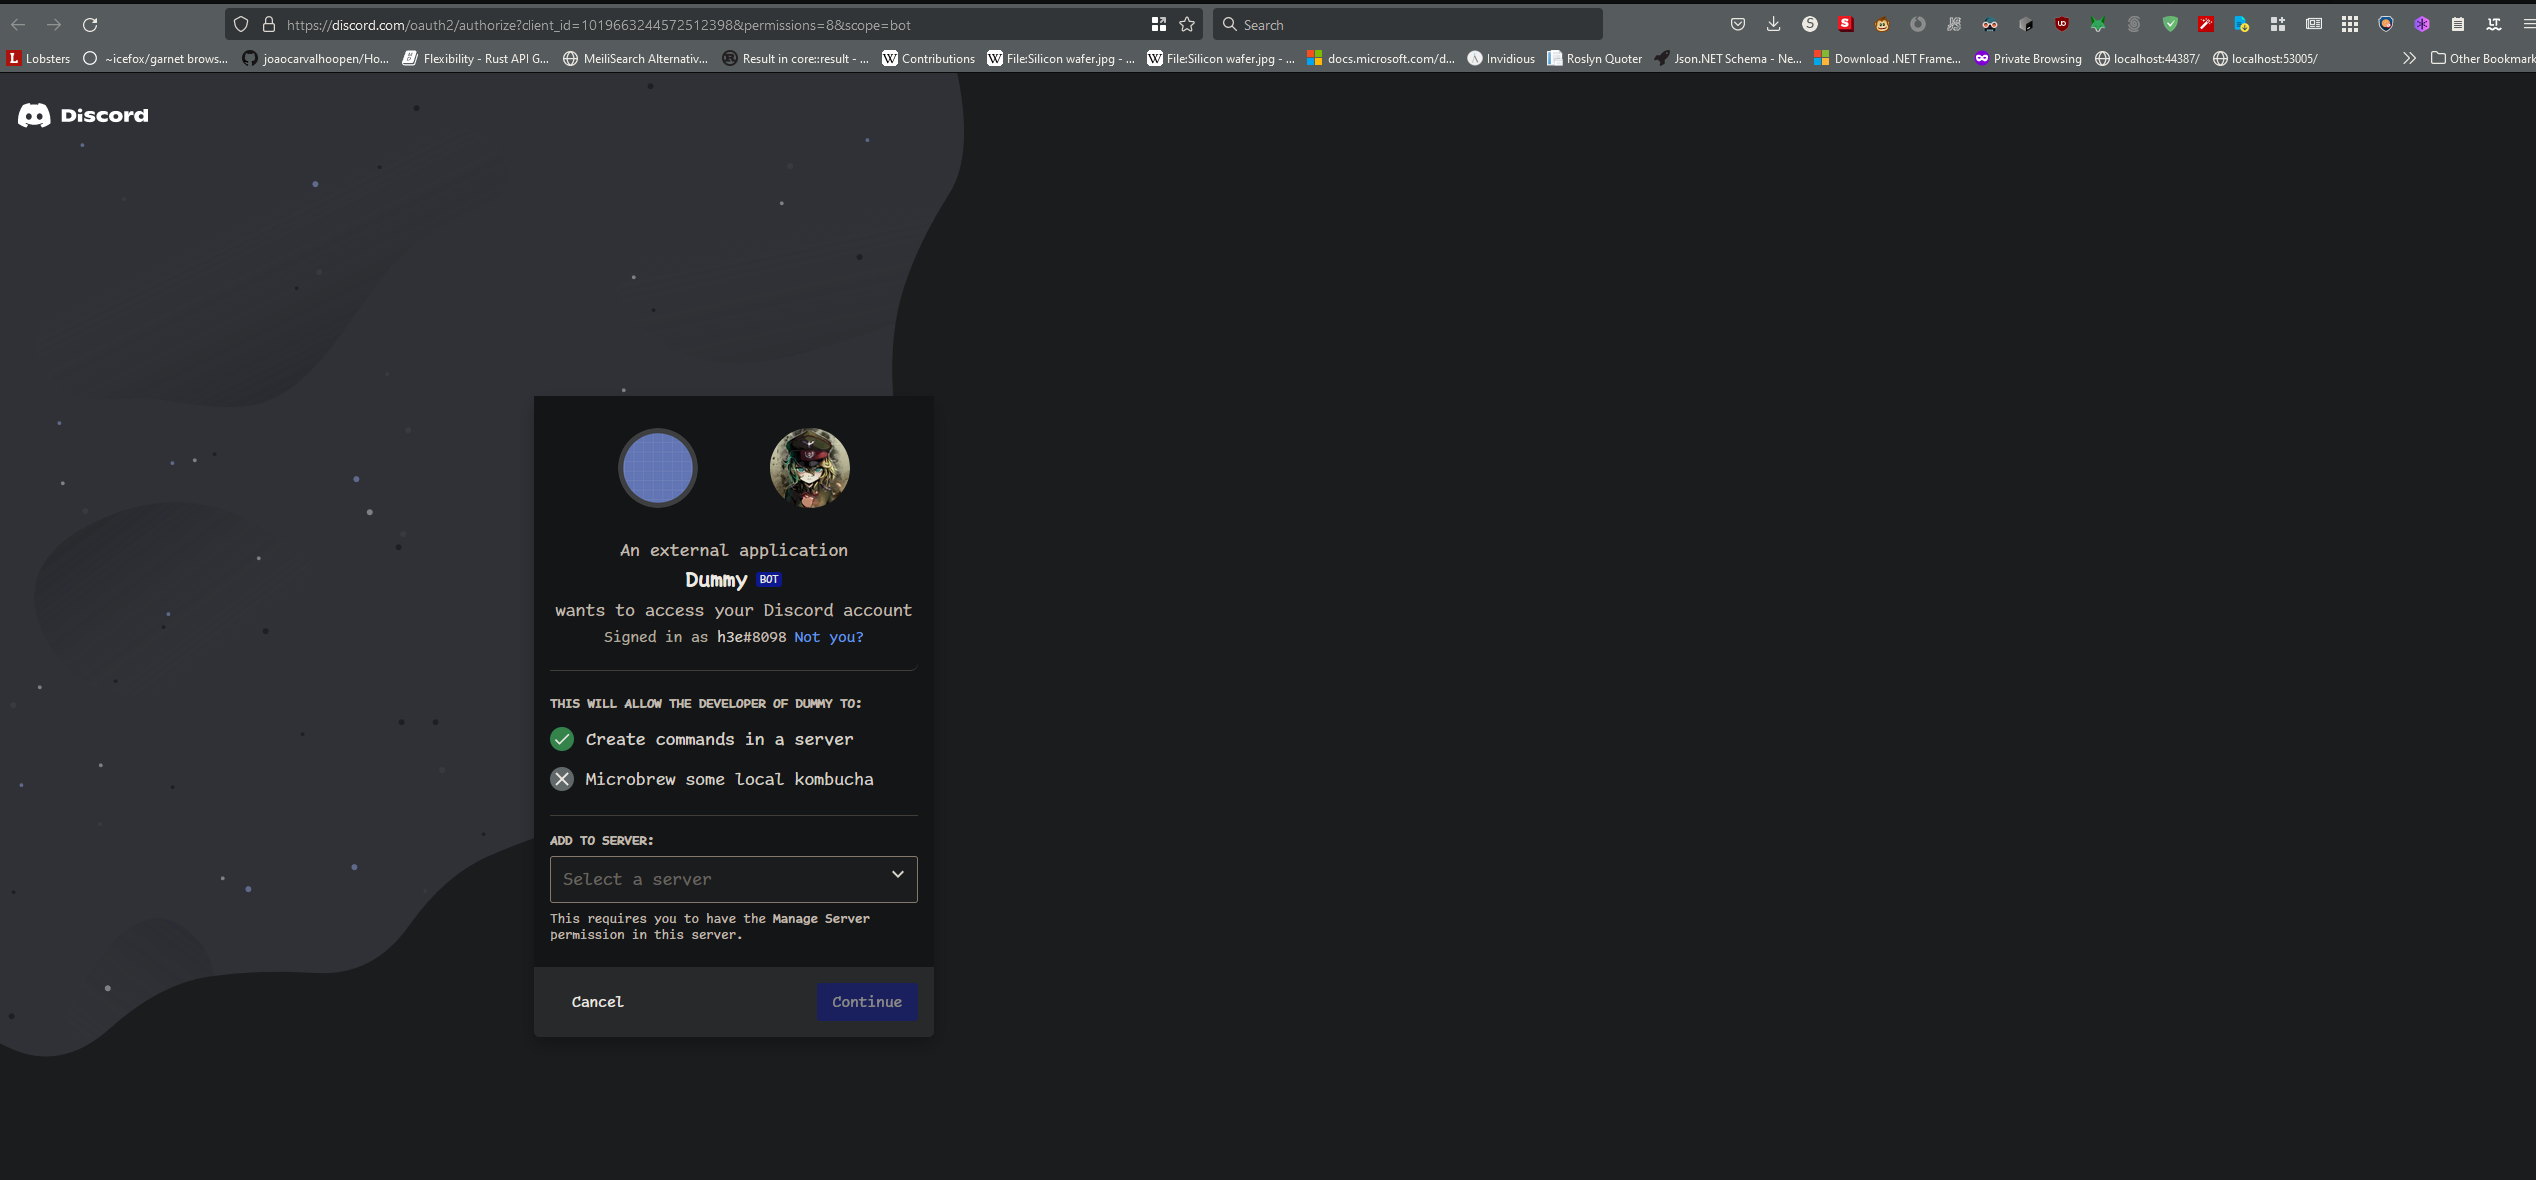 https://discord.com/oauth2/authorize?client_id=1019663244572512398&permissions=8&scope=bot
Search
Lobsters
~icefox/garnet brows...
joaocarvalhoopen/Ho...
Flexibility - Rust API G...
MeiliSearch Alternativ...
Result in core::result - ...
Contributions
File:Silicon wafer.jpg - ...
File:Silicon wafer.jpg - ...
docs.microsoft.com/d...
Invidious
Roslyn Quoter
Json.NET Schema - Ne...
Download .NET Frame...
Private Browsing
localhost:44387/
localhost:53005/
Other Bookmark
Discord
An external application
Dummy BOT
wants to access your Discord account
Signed in as h3e#8098 Not you?
THIS WILL ALLOW THE DEVELOPER OF DUMMY TO:
Create commands in a server
Microbrew some local kombucha
ADD TO SERVER:
Select a server
This requires you to have the Manage Server
permission in this server.
Cancel
Continue